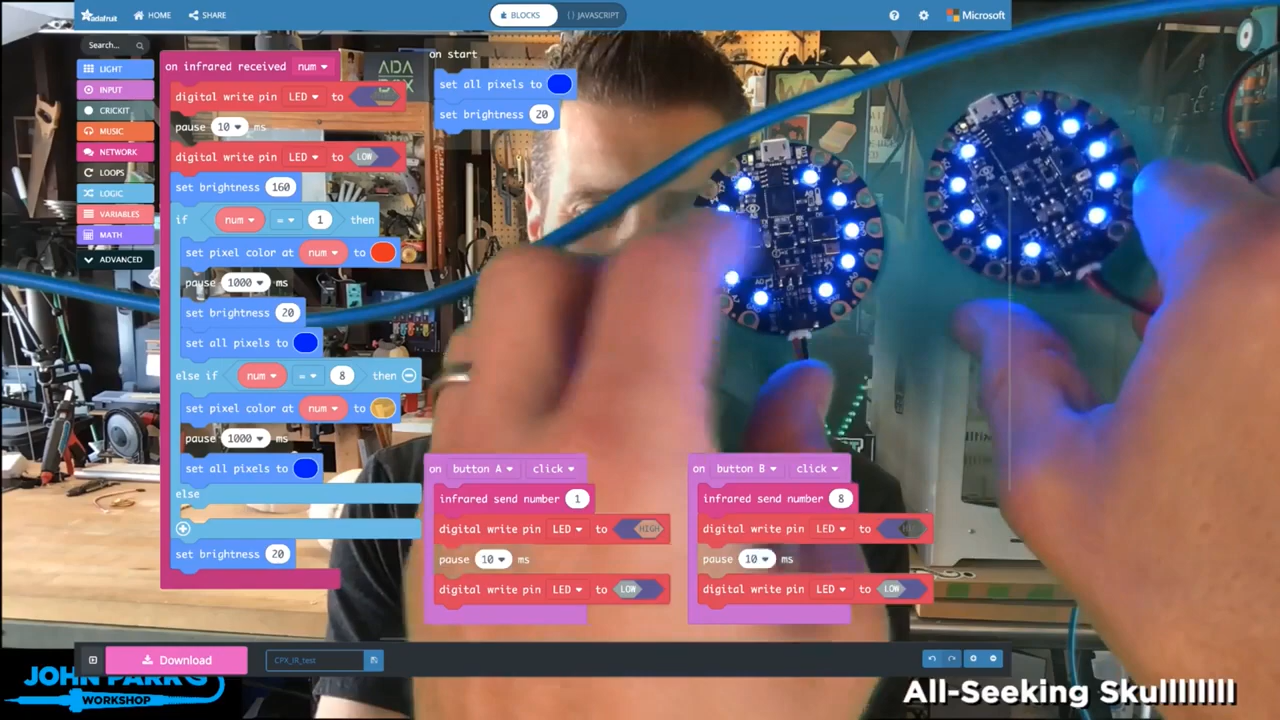 adafruit
HOME
SHARE
BLOCKS
{ } JAVASCRIPT
Microsoft
Search...
LIGHT
INPUT
CRICKIT
MUSIC
NETWORK
LOOPS
LOGIC
VARIABLES
MATH
ADVANCED
on infrared received num
digital write pin LED to
pause 10 ms
digital write pin LED to LOW
set brightness 160
if num = 1 then
set pixel color at num to
pause 1000 ms
set brightness 20
set all pixels to
else if num = 8 then
set pixel color at num to
pause 1000 ms
set all pixels to
else
set brightness 20
on start
set all pixels to
set brightness 20
ADA
BOX
on button A click
infrared send number 1
digital write pin LED to HIGH
pause 10 ms
digital write pin LED to LOW
on button B click
infrared send number 8
digital write pin LED to
pause 10 ms
digital write pin LED to LOW
Download
CPX_IR_test
JOHN PARK'S
WORKSHOP
All-Seeking Skullllllll